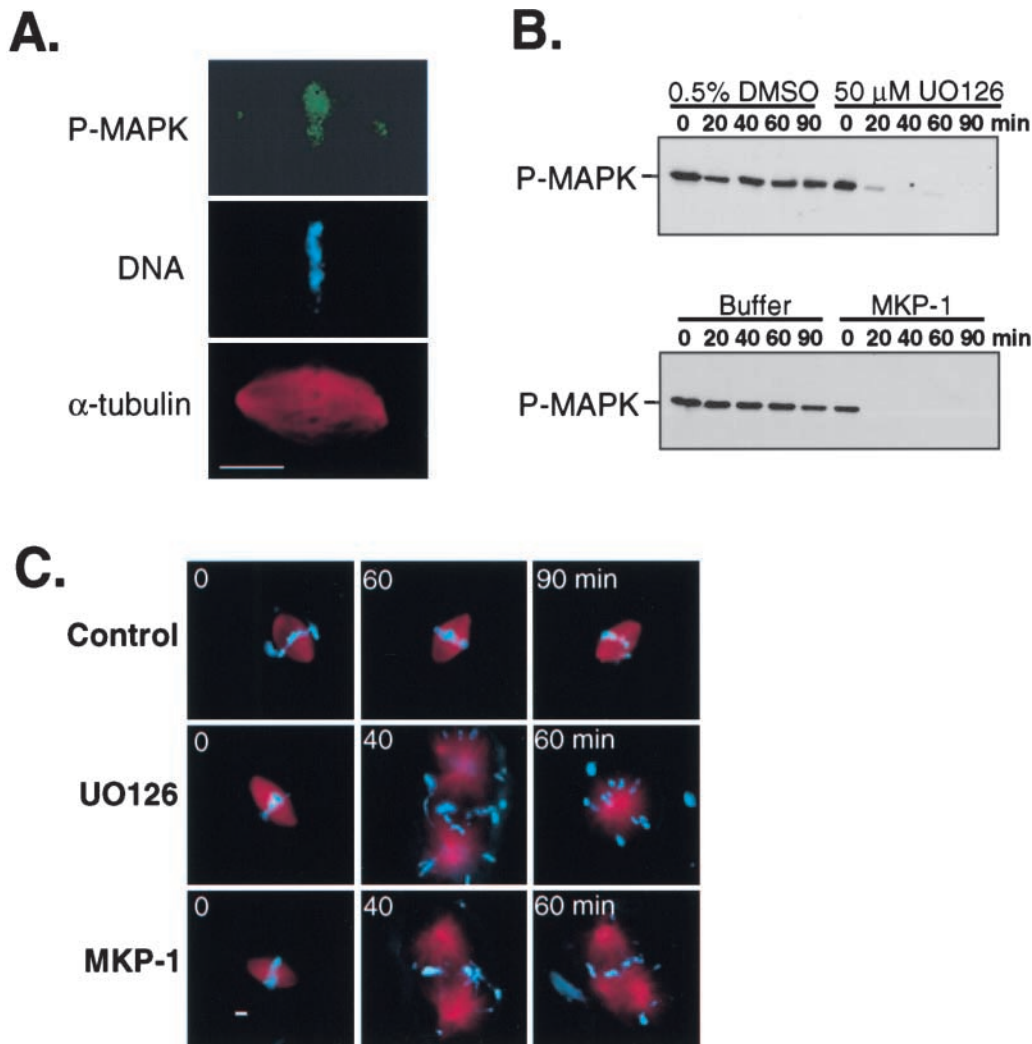 A.
P-MAPK
DNA
α-tubulin
B.
0.5% DMSO 50 μM UO126
0 20 40 60 90 0 20 40 60 90 min
P-MAPK
Buffer MKP-1
0 20 40 60 90 0 20 40 60 90 min
P-MAPK
C.
Control
0 60 90 min
UO126
0 40 60 min
MKP-1
0 40 60 min